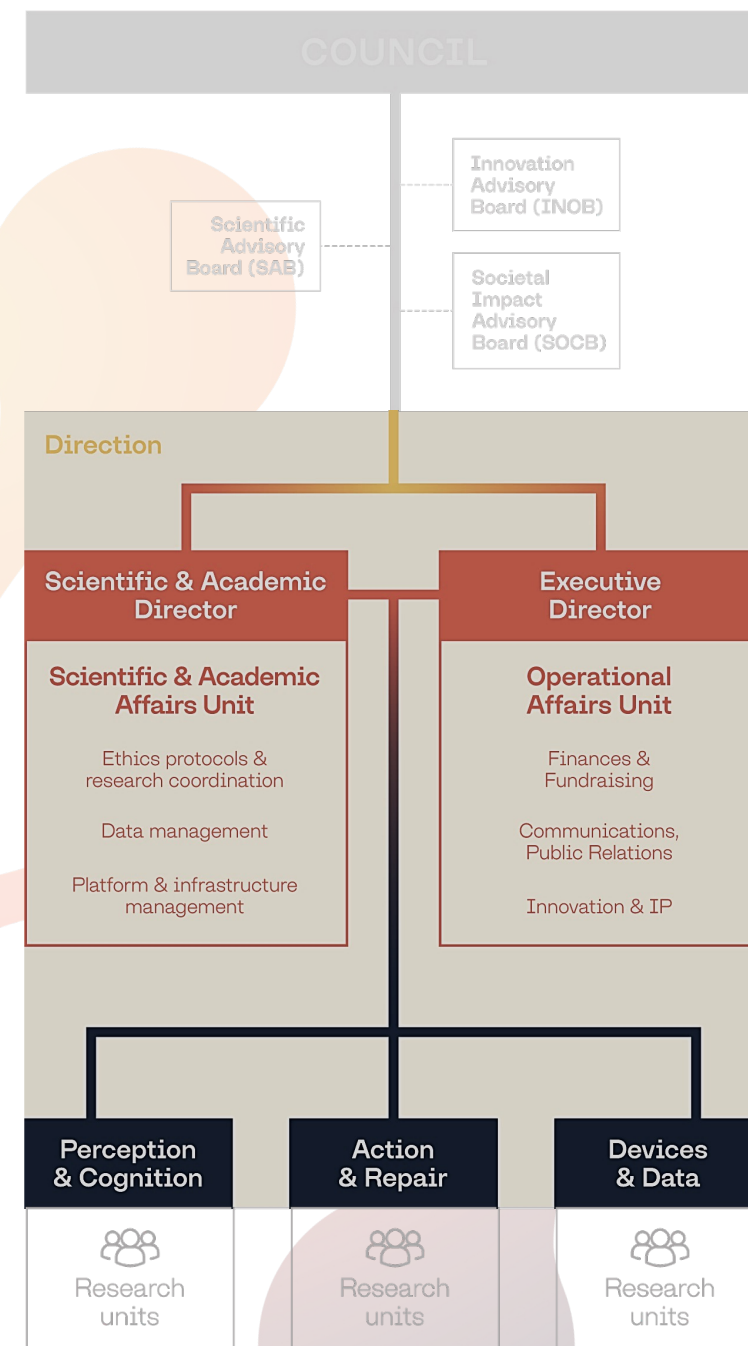 COUNCIL
Innovation
Advisory
Board (INOB)
Scientific
Advisory
Board (SAB)
Societal
Impact
Advisory
Board (SOCB)
Direction
Scientific & Academic
Director
Executive
Director
Scientific & Academic
Affairs Unit
Ethics protocols &
research coordination
Data management
Platform & infrastructure
management
Operational
Affairs Unit
Finances &
Fundraising
Communications,
Public Relations
Innovation & IP
Perception
& Cognition
Action
& Repair
Devices
& Data
Research
units
Research
units
Research
units